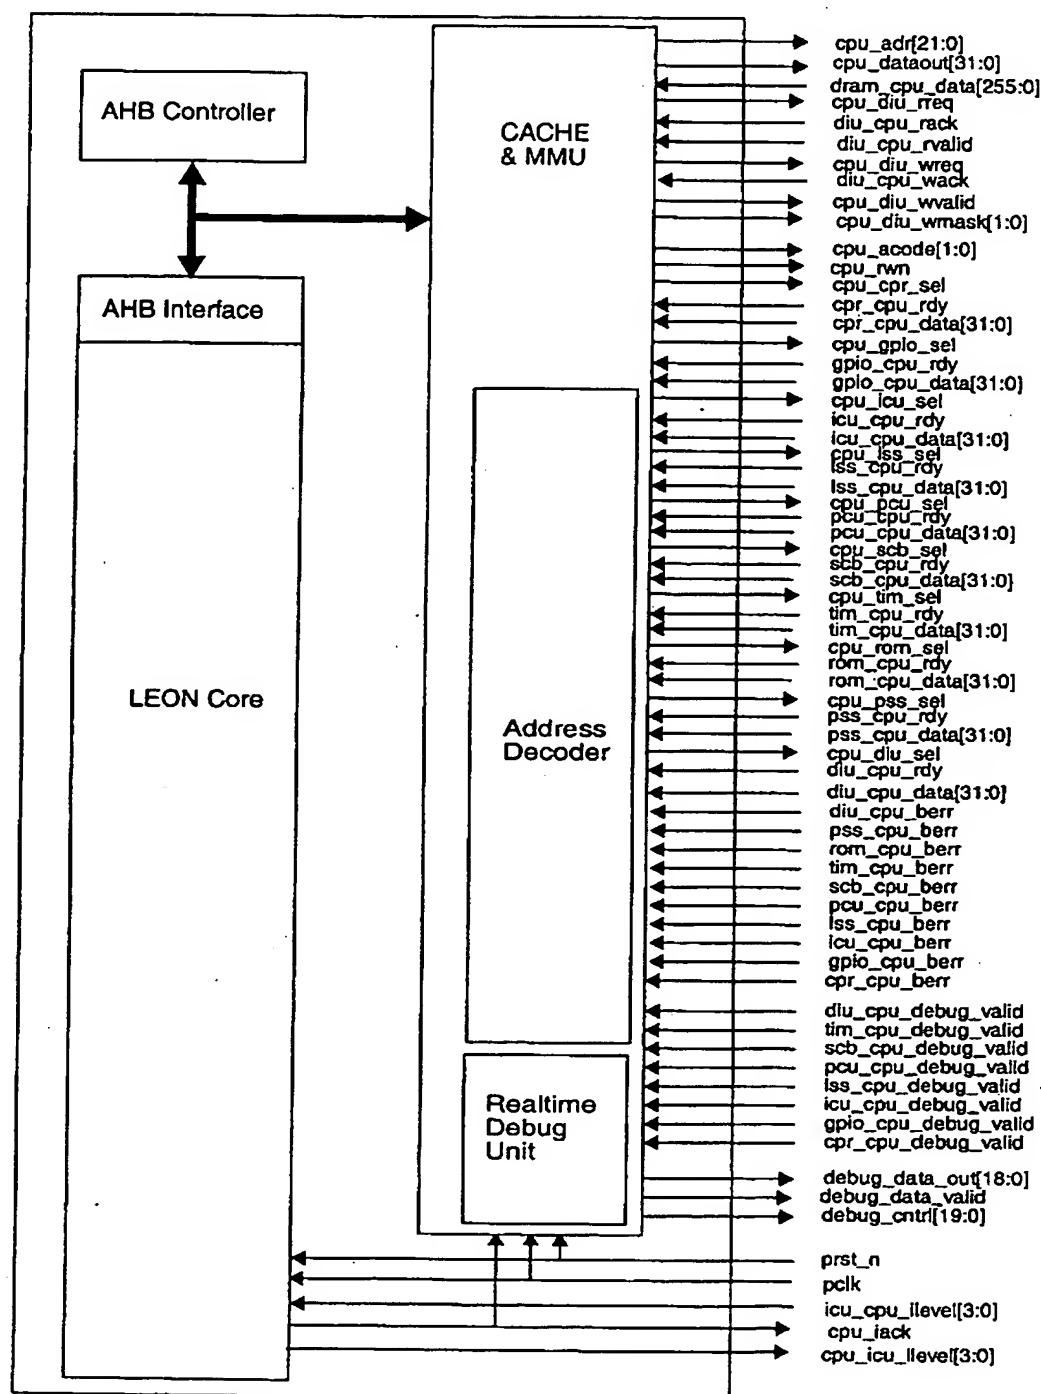 AHB Controller
CACHE
& MMU
AHB Interface
LEON Core
Address
Decoder
Realtime
Debug
Unit
cpu_adr[21:0]
cpu_dataout[31:0]
dram_cpu_data[255:0]
cpu_diu_rreq
diu_cpu_rack
diu_cpu_rvalid
cpu_diu_wreq
diu_cpu_wack
cpu_diu_wvalid
cpu_diu_wmask[1:0]
cpu_acode[1:0]
cpu_rwn
cpu_cpr_sel
cpr_cpu_rdy
cpr_cpu_data[31:0]
cpu_gpio_sel
gpio_cpu_rdy
gpio_cpu_data[31:0]
cpu_icu_sel
icu_cpu_rdy
icu_cpu_data[31:0]
cpu_lss_sel
lss_cpu_rdy
lss_cpu_data[31:0]
cpu_pcu_sel
pcu_cpu_rdy
pcu_cpu_data[31:0]
cpu_scb_sel
scb_cpu_rdy
scb_cpu_data[31:0]
cpu_tim_sel
tim_cpu_rdy
tim_cpu_data[31:0]
cpu_rom_sel
rom_cpu_rdy
rom_cpu_data[31:0]
cpu_pss_sel
pss_cpu_rdy
pss_cpu_data[31:0]
cpu_diu_sel
diu_cpu_rdy
diu_cpu_data[31:0]
diu_cpu_berr
pss_cpu_berr
rom_cpu_berr
tim_cpu_berr
scb_cpu_berr
pcu_cpu_berr
lss_cpu_berr
icu_cpu_berr
gpio_cpu_berr
cpr_cpu_berr
diu_cpu_debug_valid
tim_cpu_debug_valid
scb_cpu_debug_valid
pcu_cpu_debug_valid
lss_cpu_debug_valid
icu_cpu_debug_valid
gpio_cpu_debug_valid
cpr_cpu_debug_valid
debug_data_out[18:0]
debug_data_valid
debug_cntrl[19:0]
prst_n
pclk
icu_cpu_ilevel[3:0]
cpu_iack
cpu_icu_ilevel[3:0]